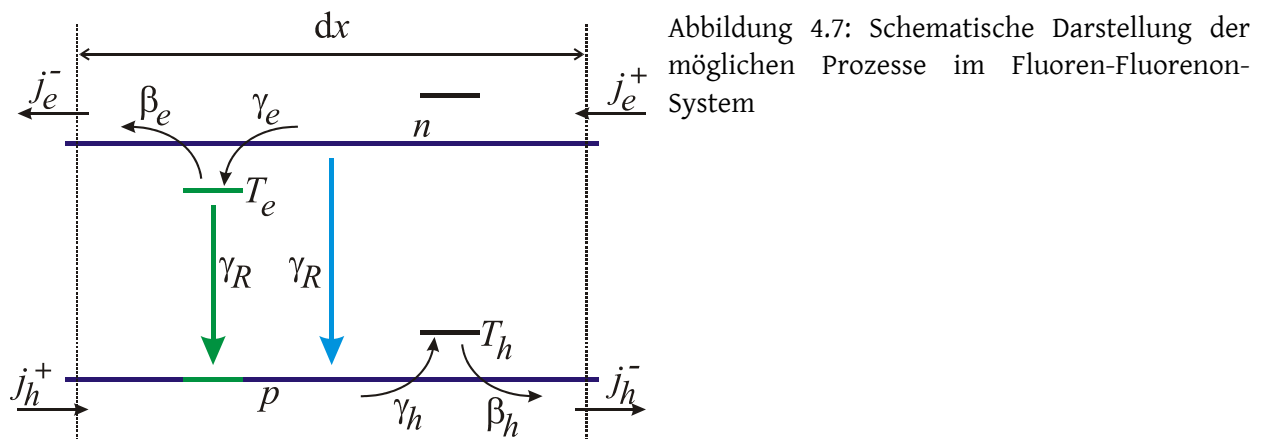 dx
j_e^-
β_e
γ_e
n
j_e^+
T_e
γ_R
γ_R
T_h
j_h^+
p
γ_h
β_h
j_h^-
Abbildung 4.7: Schematische Darstellung der
möglichen Prozesse im Fluoren-Fluorenon-
System